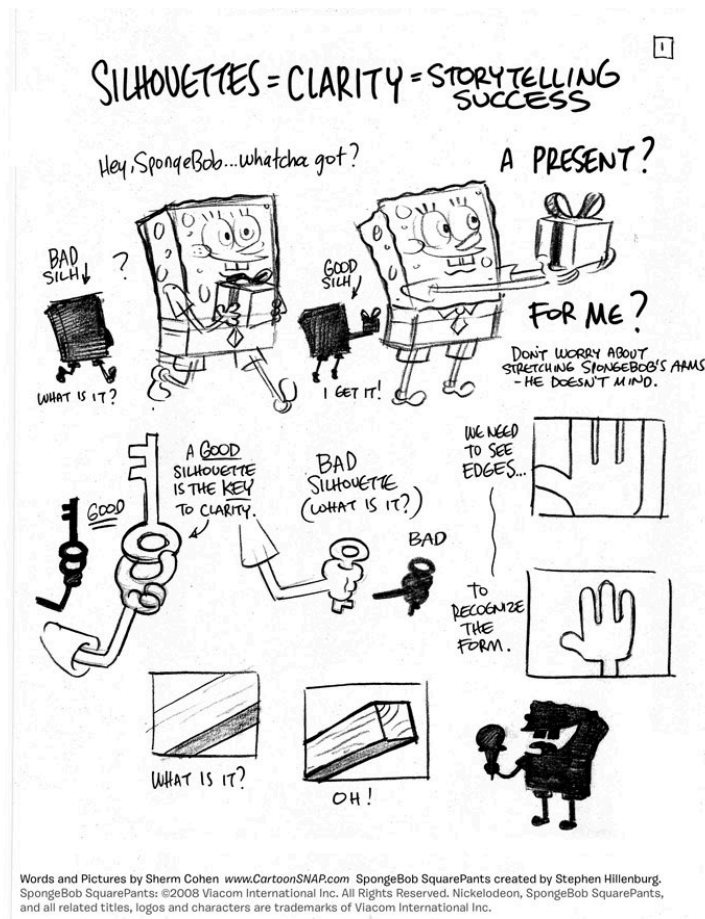 1
SILHOUETTES = CLARITY = STORYTELLING
SUCCESS
Hey, SpongeBob...whatcha got?
A PRESENT?
BAD
SILH
?
WHAT IS IT?
GOOD
SILH
I GET IT!
FOR ME?
DON'T WORRY ABOUT
STRETCHING SPONGEBOB'S ARMS
- HE DOESN'T MIND.
GOOD
A GOOD
SILHOUETTE
IS THE KEY
TO CLARITY.
BAD
SILHOUETTE
(WHAT IS IT?)
BAD
WE NEED
TO SEE
EDGES...
TO
RECOGNIZE
THE
FORM.
WHAT IS IT?
OH!
Words and Pictures by Sherm Cohen www.CartoonSNAP.com SpongeBob SquarePants created by Stephen Hillenburg.
SpongeBob SquarePants: ©2008 Viacom International Inc. All Rights Reserved. Nickelodeon, SpongeBob SquarePants,
and all related titles, logos and characters are trademarks of Viacom International Inc.